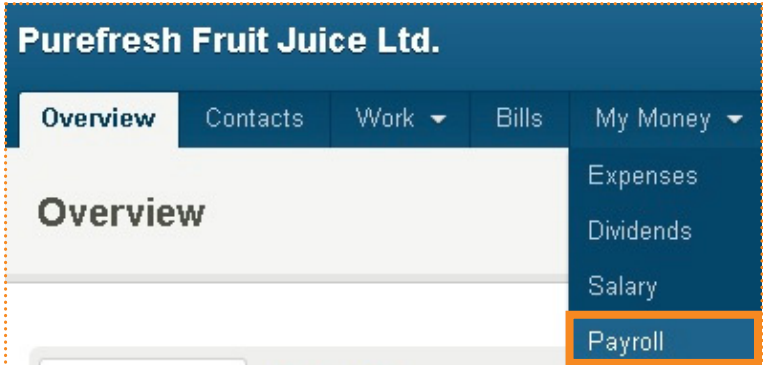 Purefresh Fruit Juice Ltd.
Overview Contacts Work Bills My Money
Overview
Expenses
Dividends
Salary
Payroll